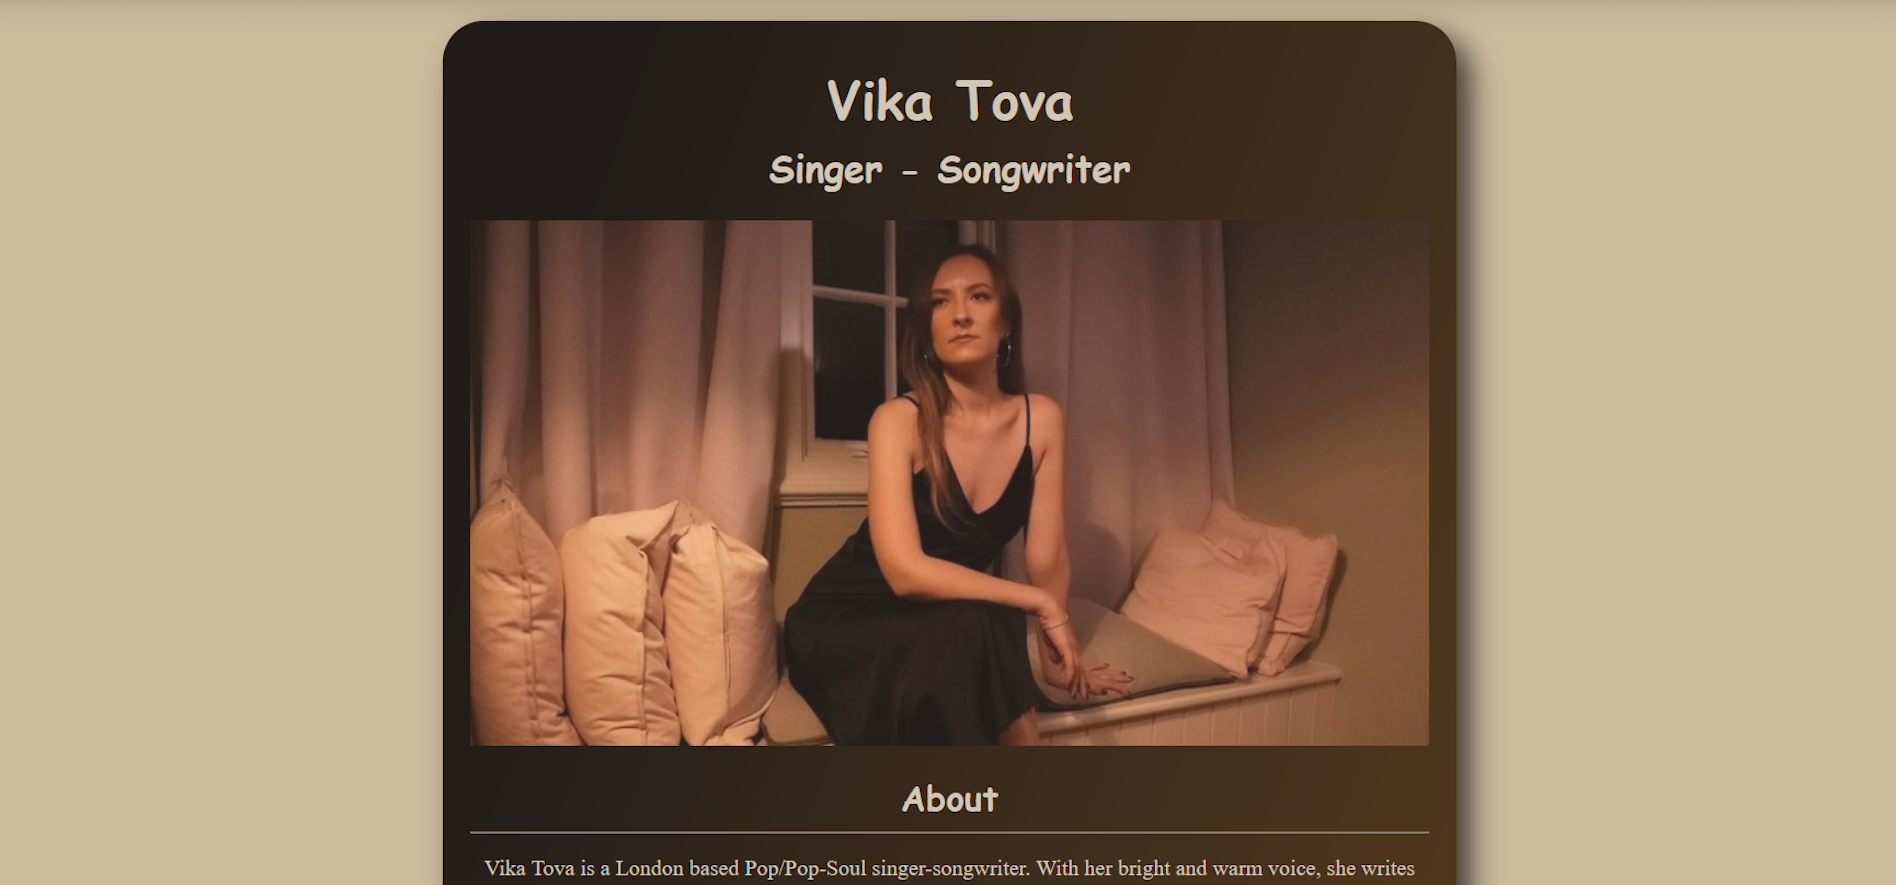 Vika Tova
Singer - Songwriter
About
Vika Tova is a London based Pop/Pop-Soul singer-songwriter. With her bright and warm voice, she writes